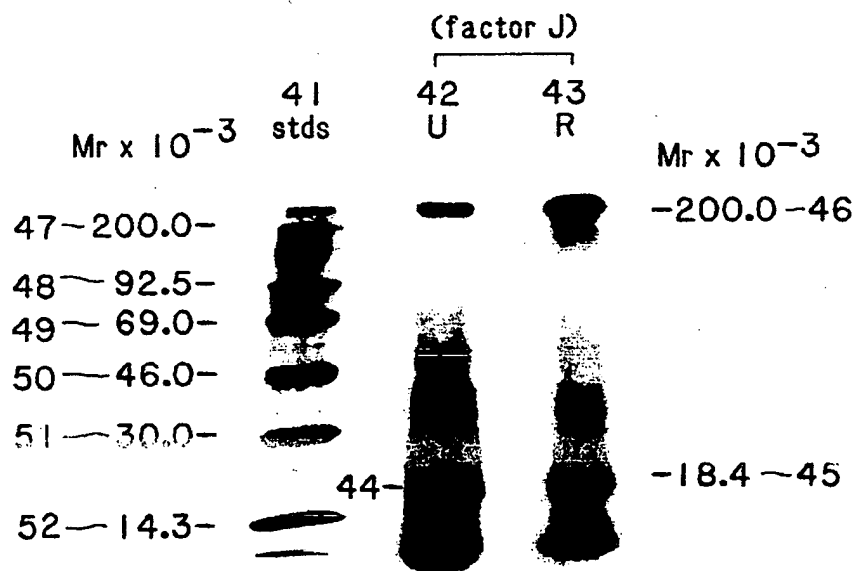 (factor J)
41 42 43
stds U R
Mr x 10⁻³ Mr x 10⁻³
47~200.0- -200.0~46
48~92.5-
49~69.0-
50~46.0-
51~30.0-
44- -18.4~45
52~14.3-